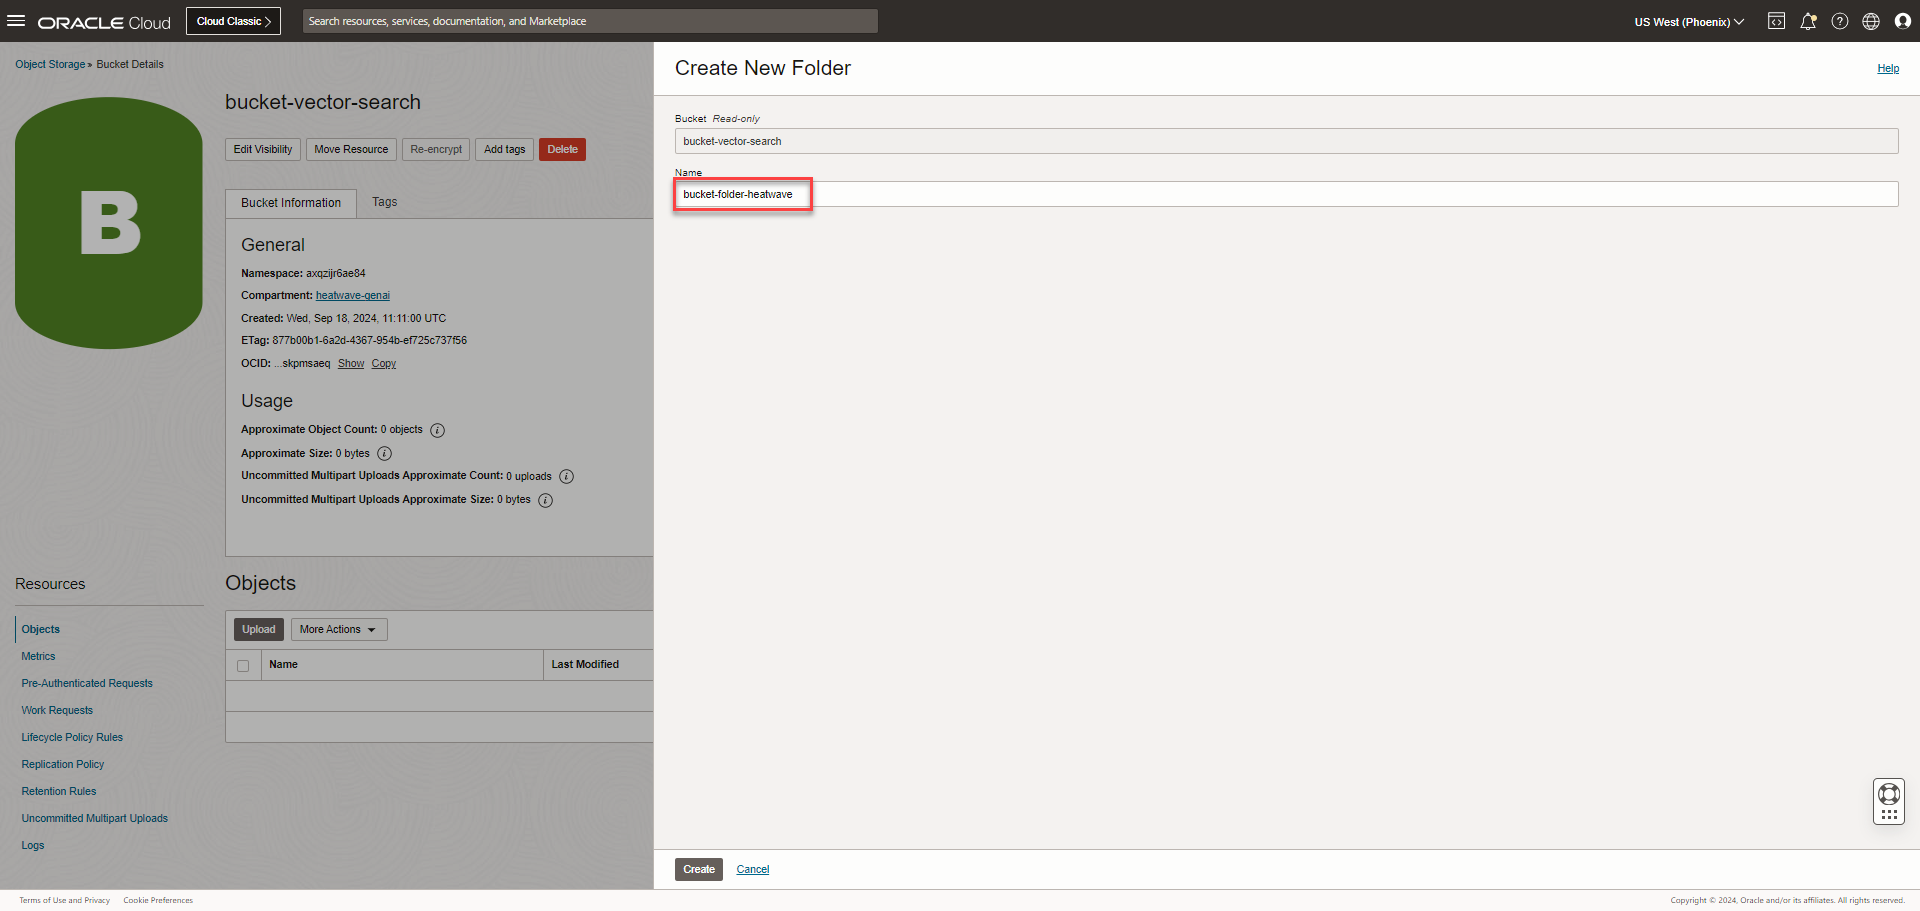 ORACLE Cloud
Cloud Classic
Search resources, services, documentation, and Marketplace
US West (Phoenix)
Object Storage » Bucket Details
B
bucket-vector-search
Edit Visibility
Move Resource
Re-encrypt
Add tags
Delete
Bucket Information
Tags
General
Namespace: axqzijr6ae84
Compartment: heatwave-genai
Created: Wed, Sep 18, 2024, 11:11:00 UTC
ETag: 877b00b1-6a2d-4367-954b-ef725c737f56
OCID: ...skpmsaeq Show Copy
Usage
Approximate Object Count: 0 objects
Approximate Size: 0 bytes
Uncommitted Multipart Uploads Approximate Count: 0 uploads
Uncommitted Multipart Uploads Approximate Size: 0 bytes
Resources
Objects
Metrics
Pre-Authenticated Requests
Work Requests
Lifecycle Policy Rules
Replication Policy
Retention Rules
Uncommitted Multipart Uploads
Logs
Objects
Upload
More Actions
Name
Last Modified
Create New Folder
Help
Bucket Read-only
bucket-vector-search
Name
bucket-folder-heatwave
Create
Cancel
Terms of Use and Privacy
Cookie Preferences
Copyright © 2024, Oracle and/or its affiliates. All rights reserved.